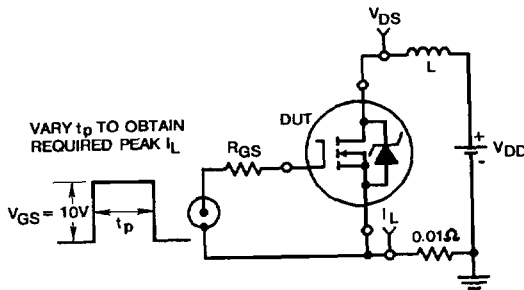 VDS
L
DUT
VARY tp TO OBTAIN
REQUIRED PEAK IL
RGS
+
-
VDD
VGS = 10V
tp
IL
0.01Ω